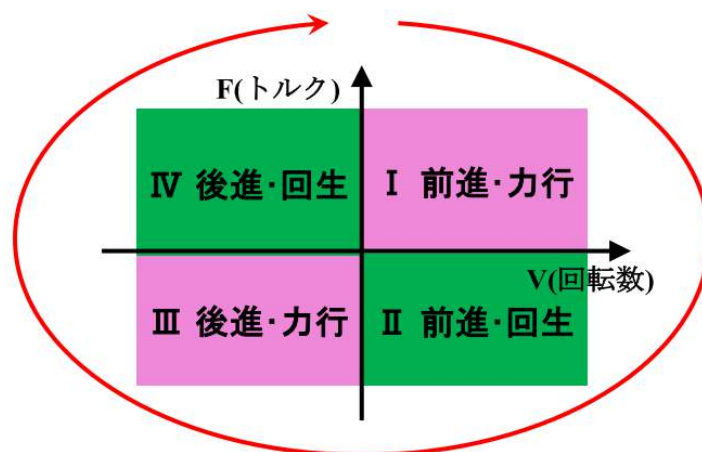 F(トルク)
Ⅳ 後進・回生
Ⅰ 前進・力行
V(回転数)
Ⅲ 後進・力行
Ⅱ 前進・回生